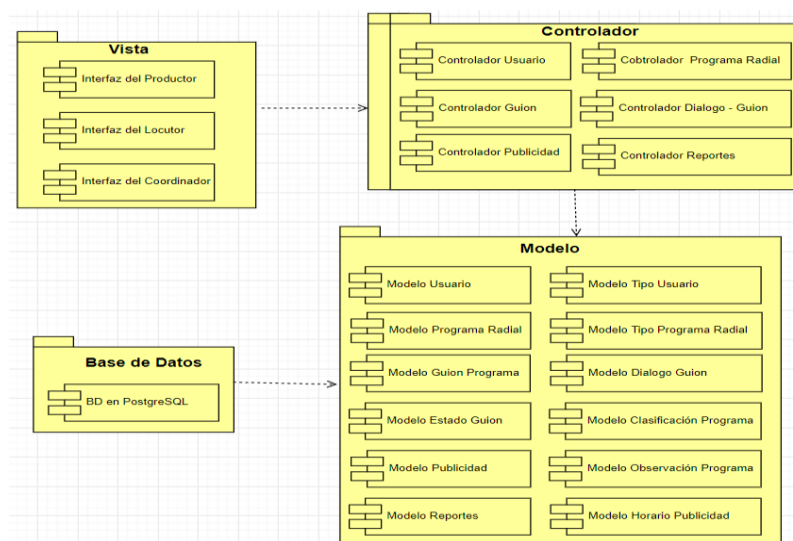 Vista
Interfaz del Productor
Interfaz del Locutor
Interfaz del Coordinador
Controlador
Controlador Usuario
Cobtrolador Programa Radial
Controlador Guion
Controlador Dialogo - Guion
Controlador Publicidad
Controlador Reportes
Base de Datos
BD en PostgreSQL
Modelo
Modelo Usuario
Modelo Tipo Usuario
Modelo Programa Radial
Modelo Tipo Programa Radial
Modelo Guion Programa
Modelo Dialogo Guion
Modelo Estado Guion
Modelo Clasificación Programa
Modelo Publicidad
Modelo Observación Programa
Modelo Reportes
Modelo Horario Publicidad